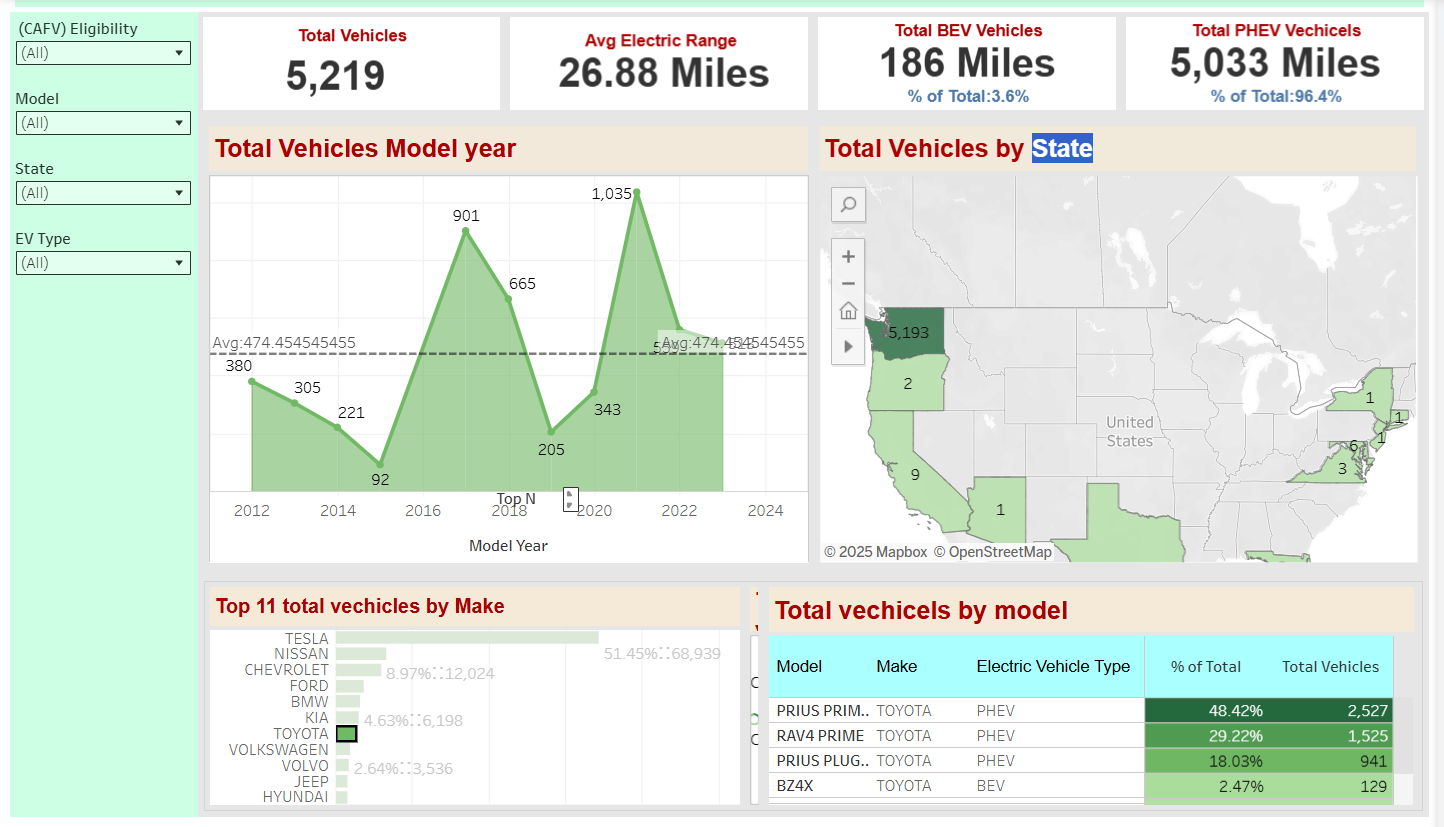 (CAFV) Eligibility
(All)
Model
(All)
State
(All)
EV Type
(All)
Total Vehicles
5,219
Avg Electric Range
26.88 Miles
Total BEV Vehicles
186 Miles
% of Total:3.6%
Total PHEV Vechicels
5,033 Miles
% of Total:96.4%
Total Vehicles Model year
1,035
901
665
Avg:474.454545455
Avg:474.454545455
380
305
221
343
205
92
Top N
2012 2014 2016 2018 2020 2022 2024
Model Year
Total Vehicles by State
5,193
2
9
1
1
1
1
6
3
United
States
© 2025 Mapbox © OpenStreetMap
Top 11 total vechicles by Make
TESLA
NISSAN 51.45%::68,939
CHEVROLET 8.97%::12,024
FORD
BMW
KIA 4.63%::6,198
TOYOTA
VOLKSWAGEN
VOLVO 2.64%::3,536
JEEP
HYUNDAI
Total vechicels by model
Model Make Electric Vehicle Type % of Total Total Vehicles
PRIUS PRIM.. TOYOTA PHEV 48.42% 2,527
RAV4 PRIME TOYOTA PHEV 29.22% 1,525
PRIUS PLUG.. TOYOTA PHEV 18.03% 941
BZ4X TOYOTA BEV 2.47% 129